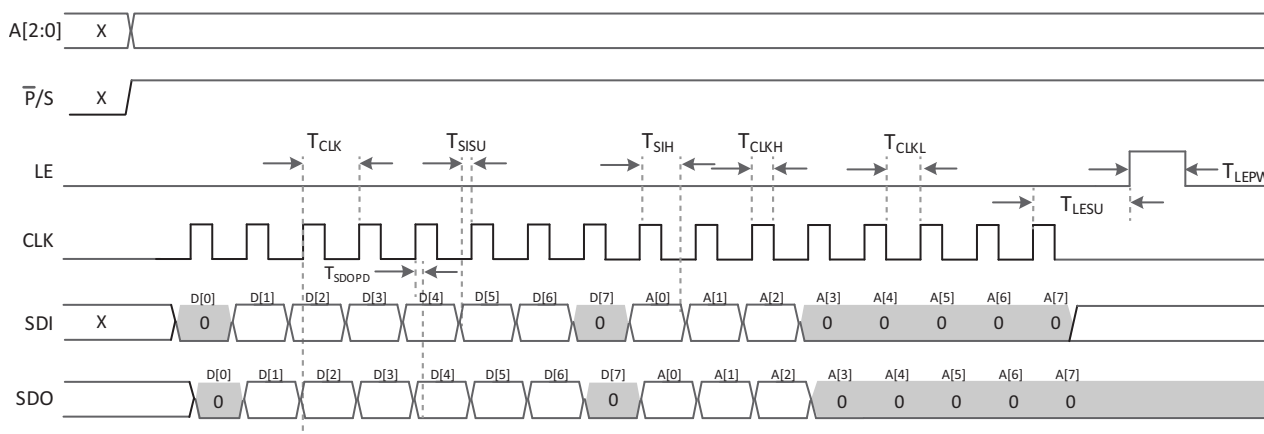 A[2:0] X
P̅/S X
T_CLK T_SISU T_SIH T_CLKH T_CLKL
LE T_LEPW
T_LESU
CLK
T_SDOPD
D[0] D[1] D[2] D[3] D[4] D[5] D[6] D[7] A[0] A[1] A[2] A[3] A[4] A[5] A[6] A[7]
SDI X 0 0 0 0 0 0 0
D[0] D[1] D[2] D[3] D[4] D[5] D[6] D[7] A[0] A[1] A[2] A[3] A[4] A[5] A[6] A[7]
SDO 0 0 0 0 0 0 0